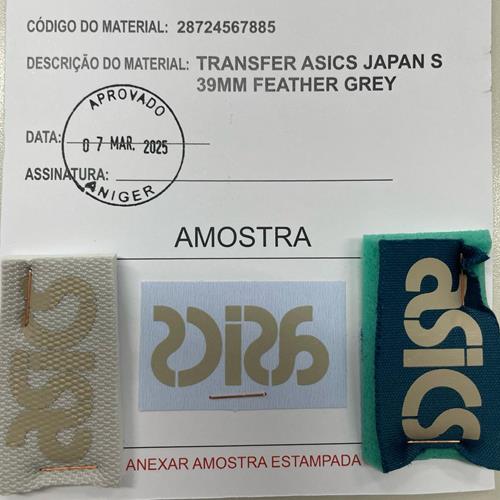 CÓDIGO DO MATERIAL: 28724567885
DESCRIÇÃO DO MATERIAL: TRANSFER ASICS JAPAN S
39MM FEATHER GREY
APROVADO
DATA: 07 MAR. 2025
ASSINATURA:
ANIGER
AMOSTRA
asics
asics
asics
ANEXAR AMOSTRA ESTAMPADA